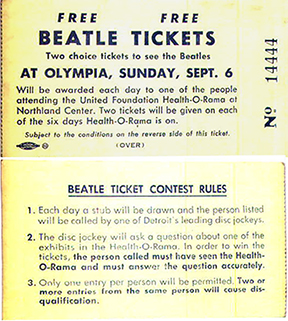 FREE FREE
BEATLE TICKETS
Two choice tickets to see the Beatles
AT OLYMPIA, SUNDAY, SEPT. 6
Will be awarded each day to one of the people
attending the United Foundation Health-O-Rama at
Northland Center. Two tickets will be given on each
of the six days Health-O-Rama is on.
Subject to the conditions on the reverse side of this ticket.
(OVER)
No 14444
BEATLE TICKET CONTEST RULES
1. Each day a stub will be drawn and the person listed
will be called by one of Detroit's leading disc jockeys.
2. The disc jockey will ask a question about one of the
exhibits in the Health-O-Rama. In order to win the
tickets, the person called must have seen the Health-
O-Rama and must answer the question accurately.
3. Only one entry per person will be permitted. Two or
more entries from the same person will cause dis-
qualification.